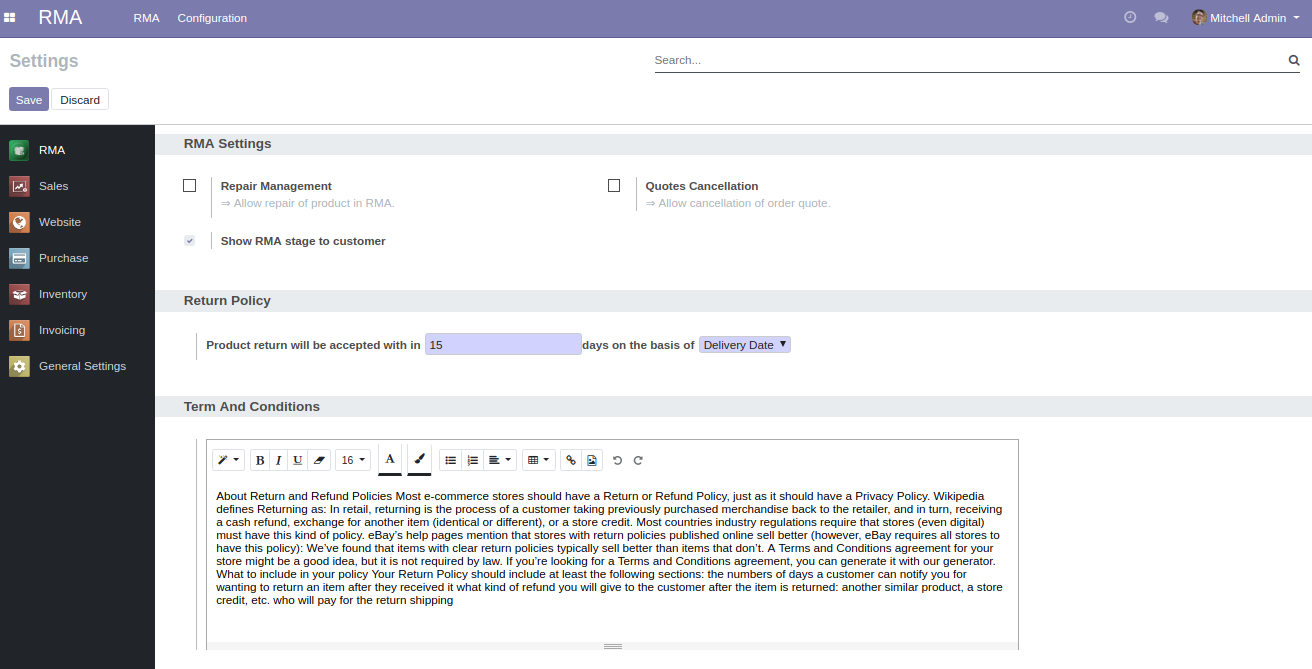 RMA RMA Configuration Mitchell Admin
Settings Search...
Save Discard
RMA
Sales
Website
Purchase
Inventory
Invoicing
General Settings
RMA Settings
Repair Management
⇒ Allow repair of product in RMA.
Quotes Cancellation
⇒ Allow cancellation of order quote.
Show RMA stage to customer
Return Policy
Product return will be accepted with in 15 days on the basis of Delivery Date
Term And Conditions
B I U 16 A
About Return and Refund Policies Most e-commerce stores should have a Return or Refund Policy, just as it should have a Privacy Policy. Wikipedia
defines Returning as: In retail, returning is the process of a customer taking previously purchased merchandise back to the retailer, and in turn, receiving
a cash refund, exchange for another item (identical or different), or a store credit. Most countries industry regulations require that stores (even digital)
must have this kind of policy. eBay’s help pages mention that stores with return policies published online sell better (however, eBay requires all stores to
have this policy): We’ve found that items with clear return policies typically sell better than items that don’t. A Terms and Conditions agreement for your
store might be a good idea, but it is not required by law. If you’re looking for a Terms and Conditions agreement, you can generate it with our generator.
What to include in your policy Your Return Policy should include at least the following sections: the numbers of days a customer can notify you for
wanting to return an item after they received it what kind of refund you will give to the customer after the item is returned: another similar product, a store
credit, etc. who will pay for the return shipping